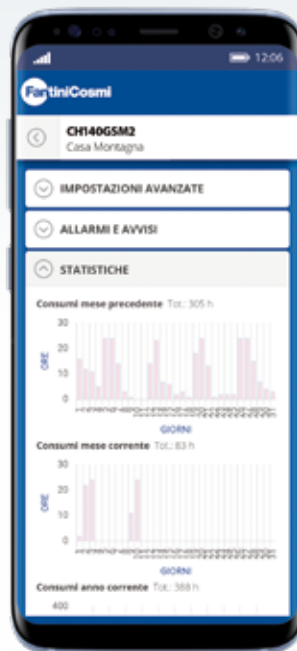 12:06
FantiniCosmi
CH140GSM2
Casa Montagna
IMPOSTAZIONI AVANZATE
ALLARMI E AVVISI
STATISTICHE
Consumi mese precedente Tot.: 305 h
30
20
10
0
ORE
GIORNI
Consumi mese corrente Tot.: 83 h
30
20
10
0
ORE
GIORNI
Consumi anno corrente Tot.: 388 h
400